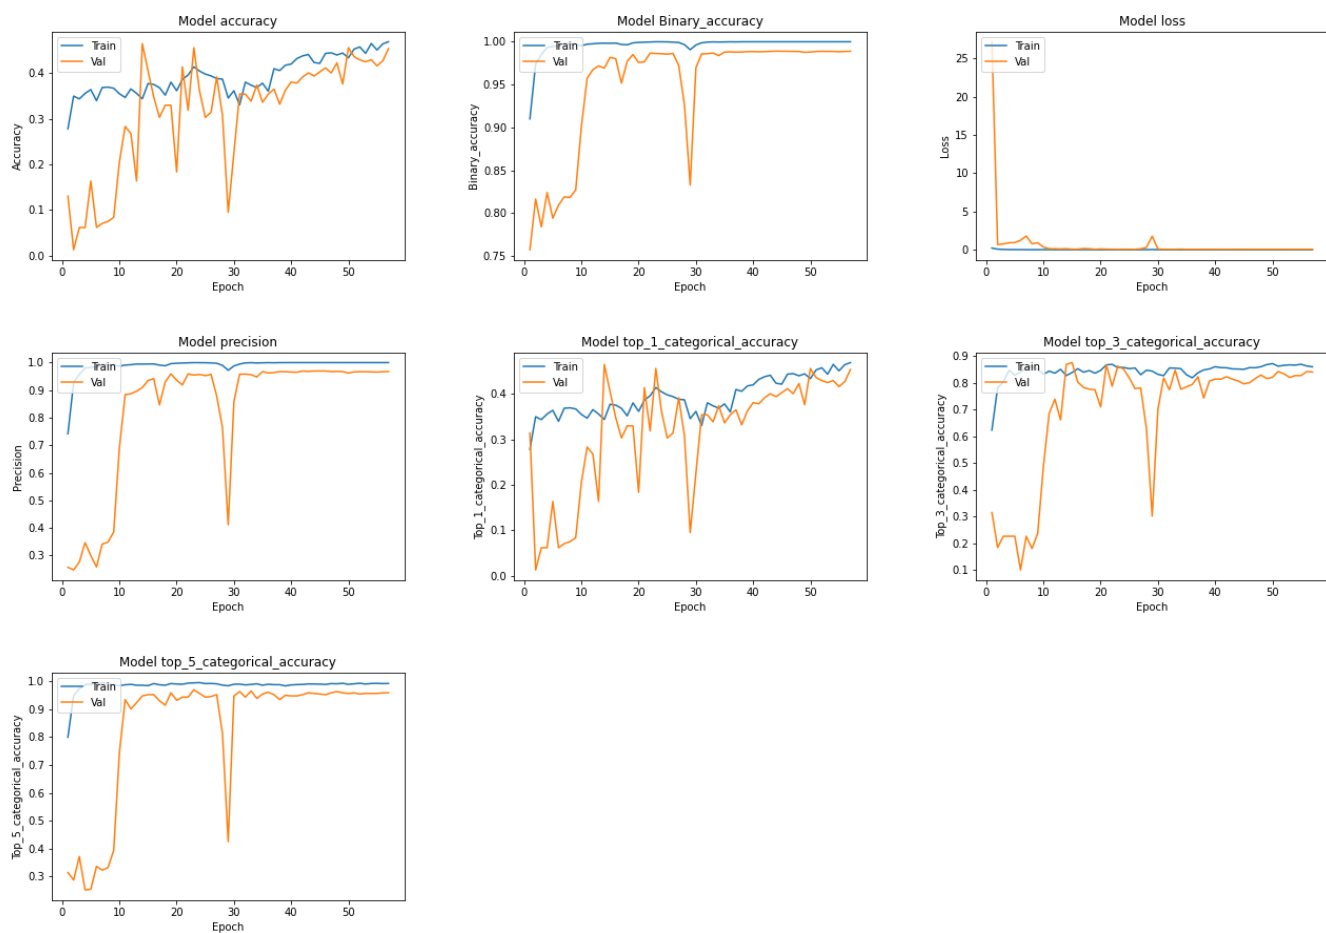 Model accuracy
Train
Val
0.4
0.3
0.2
0.1
0.0
Accuracy
0 10 20 30 40 50
Epoch
Model Binary_accuracy
Train
Val
1.00
0.95
0.90
0.85
0.80
0.75
Binary_accuracy
0 10 20 30 40 50
Epoch
Model loss
Train
Val
25
20
15
10
5
0
Loss
0 10 20 30 40 50
Epoch
Model precision
Train
Val
1.0
0.9
0.8
0.7
0.6
0.5
0.4
0.3
Precision
0 10 20 30 40 50
Epoch
Model top_1_categorical_accuracy
Train
Val
0.4
0.3
0.2
0.1
0.0
Top_1_categorical_accuracy
0 10 20 30 40 50
Epoch
Model top_3_categorical_accuracy
Train
Val
0.9
0.8
0.7
0.6
0.5
0.4
0.3
0.2
0.1
Top_3_categorical_accuracy
0 10 20 30 40 50
Epoch
Model top_5_categorical_accuracy
Train
Val
1.0
0.9
0.8
0.7
0.6
0.5
0.4
0.3
Top_5_categorical_accuracy
0 10 20 30 40 50
Epoch